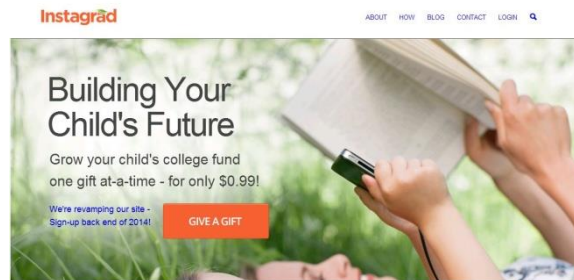 Instagrad
ABOUT HOW BLOG CONTACT LOGIN
Building Your
Child's Future
Grow your child's college fund
one gift at-a-time - for only $0.99!
We're revamping our site -
Sign-up back end of 2014!
GIVE A GIFT